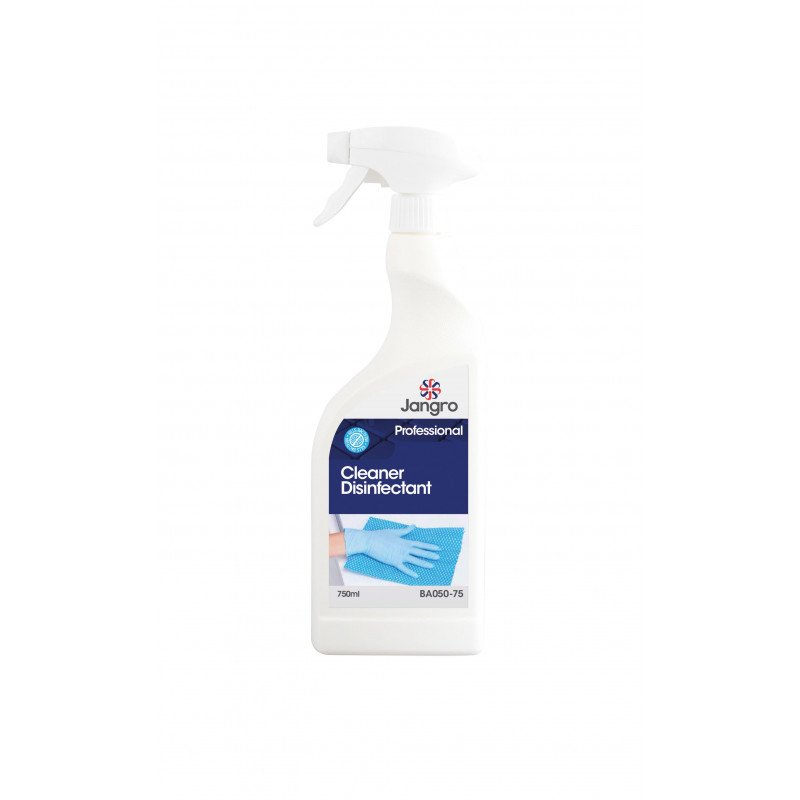 Jangro
Professional
Cleaner
Disinfectant
750ml
BA050-75